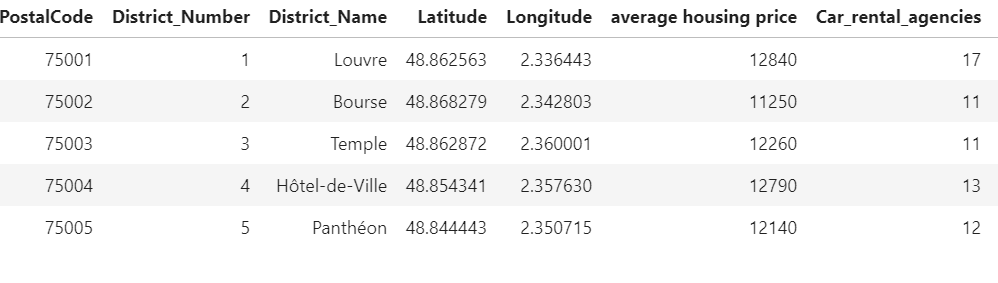 PostalCode District_Number District_Name Latitude Longitude average housing price Car_rental_agencies
75001 1 Louvre 48.862563 2.336443 12840 17
75002 2 Bourse 48.868279 2.342803 11250 11
75003 3 Temple 48.862872 2.360001 12260 11
75004 4 Hôtel-de-Ville 48.854341 2.357630 12790 13
75005 5 Panthéon 48.844443 2.350715 12140 12